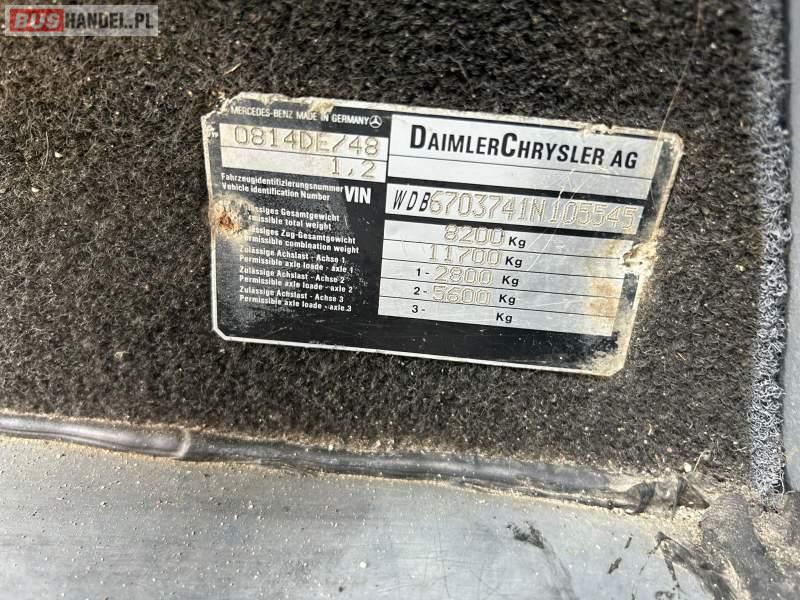 BUS
HANDEL.PL
MERCEDES-BENZ MADE IN GERMANY
0814DE/48
1,2
DAIMLERCHRYSLER AG
Fahrzeugidentifizierungsnummer
Vehicle Identification Number VIN
WDB6703741N105545
Zulässiges Gesamtgewicht
Permissible total weight
8200 Kg
Zulässiges Zug-Gesamtgewicht
Permissible combination weight
11700 Kg
Zulässige Achslast - Achse 1
Permissible axle loade - axle 1
1- 2800 Kg
Zulässige Achslast - Achse 2
Permissible axle loade - axle 2
2- 5600 Kg
Zulässige Achslast - Achse 3
Permissible axle loade - axle 3
3- Kg